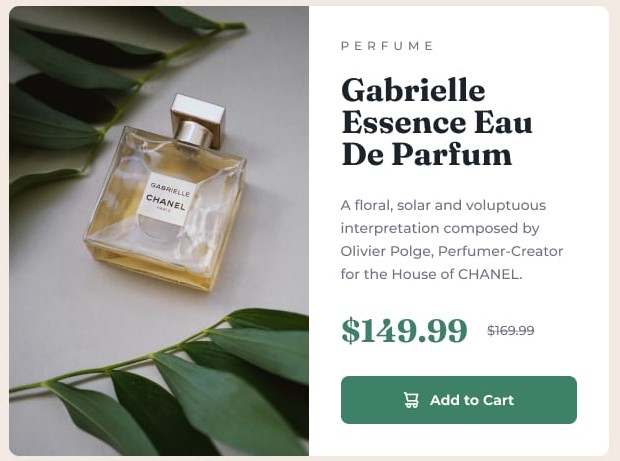 PERFUME
Gabrielle
Essence Eau
De Parfum
A floral, solar and voluptuous
interpretation composed by
Olivier Polge, Perfumer-Creator
for the House of CHANEL.
$149.99 $169.99
Add to Cart
GABRIELLE
CHANEL
PARIS